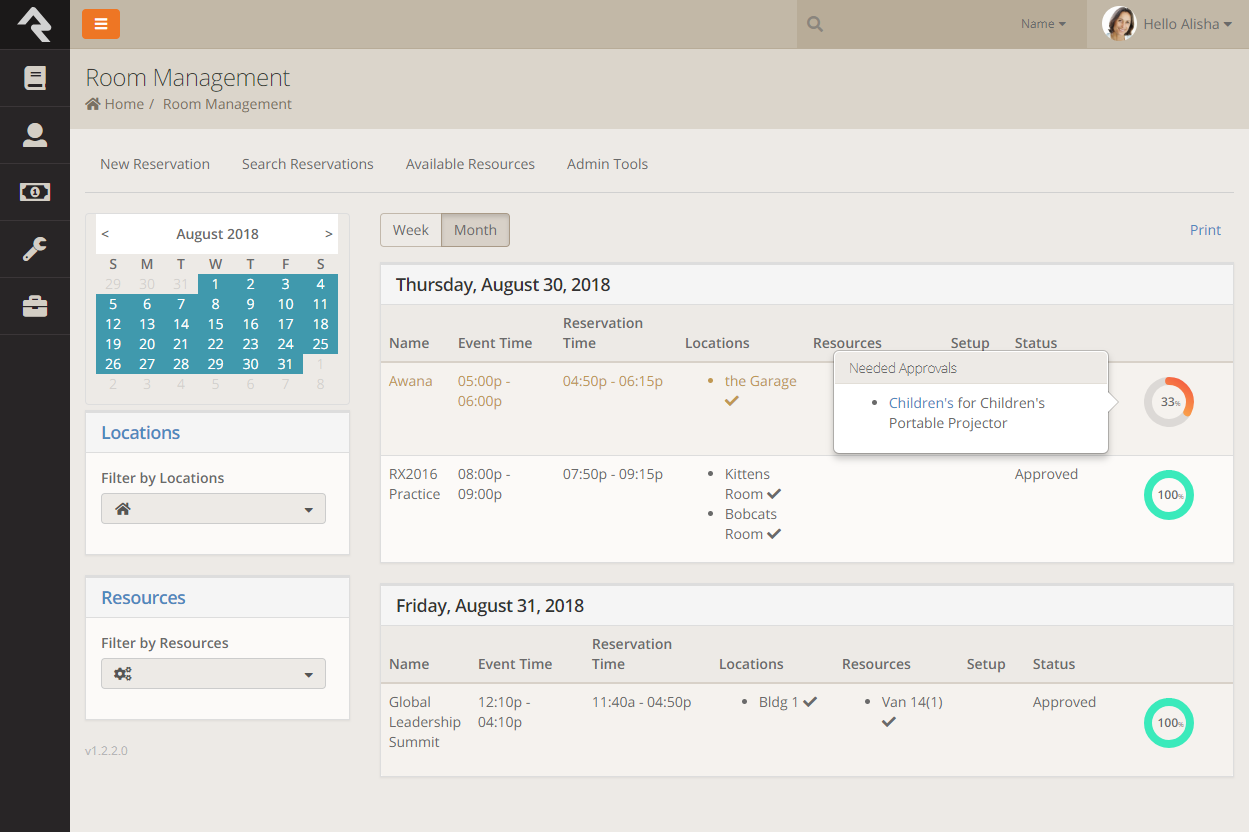 Name
Hello Alisha
Room Management
Home / Room Management
New Reservation Search Reservations Available Resources Admin Tools
< August 2018 >
S M T W T F S
29 30 31 1 2 3 4
5 6 7 8 9 10 11
12 13 14 15 16 17 18
19 20 21 22 23 24 25
26 27 28 29 30 31 1
2 3 4 5 6 7 8
Locations
Filter by Locations
Resources
Filter by Resources
v1.2.2.0
Week Month
Print
Thursday, August 30, 2018
Reservation
Name Event Time Time Locations Resources Setup Status
Awana 05:00p - 04:50p - 06:15p • the Garage
06:00p ✔
Needed Approvals
• Children's for Children's
Portable Projector
33%
RX2016 08:00p - 07:50p - 09:15p • Kittens Approved
Practice 09:00p Room ✔ 100%
• Bobcats
Room ✔
Friday, August 31, 2018
Reservation
Name Event Time Time Locations Resources Setup Status
Global 12:10p - 11:40a - 04:50p • Bldg 1 ✔ • Van 14(1) Approved
Leadership 04:10p ✔ 100%
Summit